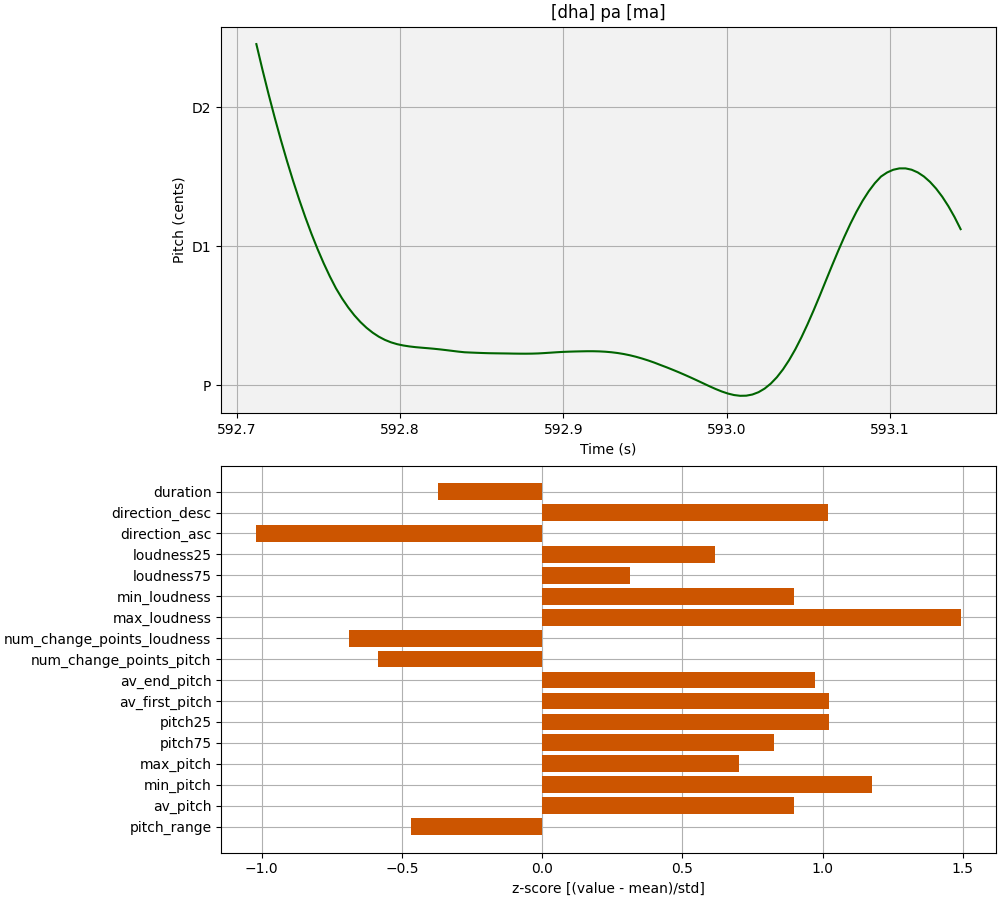 [dha] pa [ma]
D2
D1
P
Pitch (cents)
592.7 592.8 592.9 593.0 593.1
Time (s)
duration
direction_desc
direction_asc
loudness25
loudness75
min_loudness
max_loudness
num_change_points_loudness
num_change_points_pitch
av_end_pitch
av_first_pitch
pitch25
pitch75
max_pitch
min_pitch
av_pitch
pitch_range
−1.0 −0.5 0.0 0.5 1.0 1.5
z-score [(value - mean)/std]